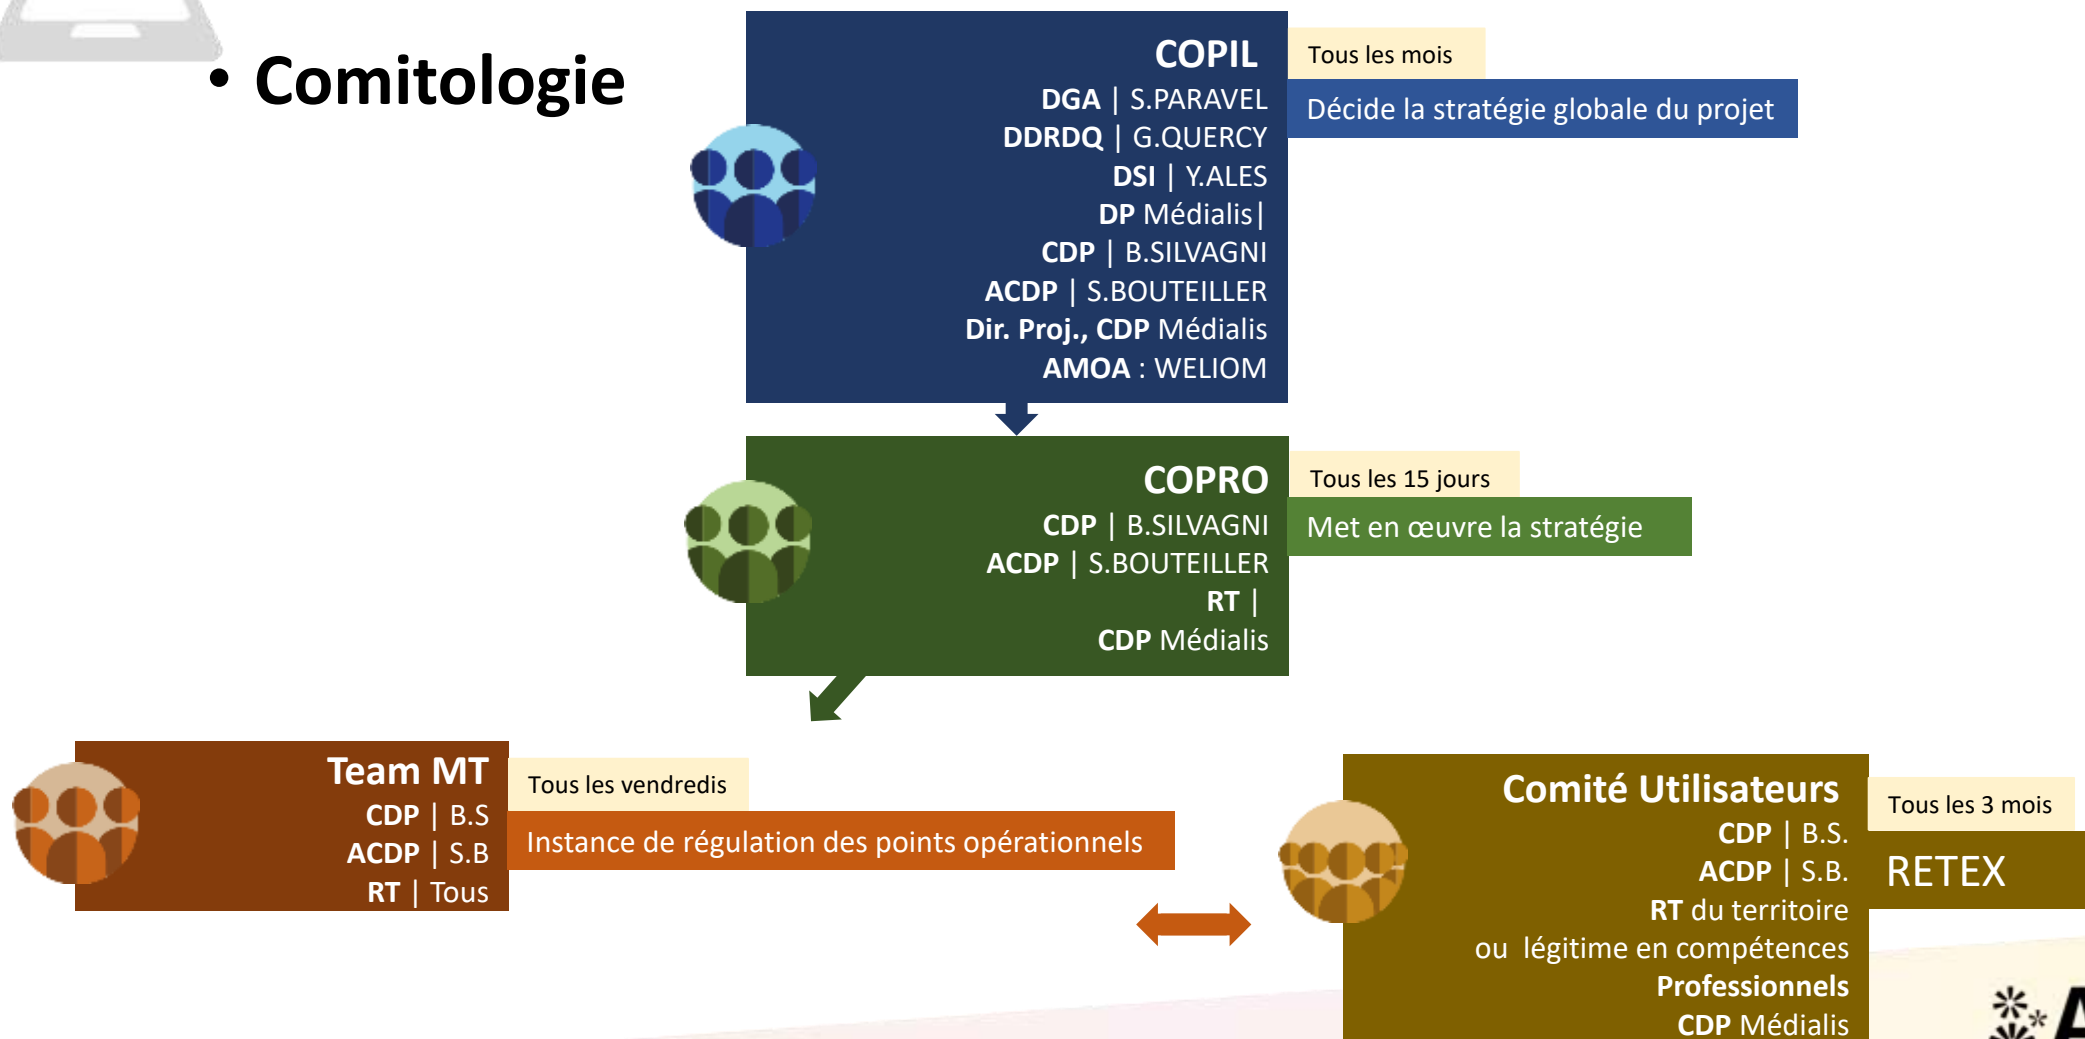 • Comitologie
COPIL
DGA | S.PARAVEL
DDRDQ | G.QUERCY
DSI | Y.ALES
DP Médialis|
CDP | B.SILVAGNI
ACDP | S.BOUTEILLER
Dir. Proj., CDP Médialis
AMOA : WELIOM
Tous les mois
Décide la stratégie globale du projet
COPRO
CDP | B.SILVAGNI
ACDP | S.BOUTEILLER
RT |
CDP Médialis
Tous les 15 jours
Met en œuvre la stratégie
Team MT
CDP | B.S
ACDP | S.B
RT | Tous
Tous les vendredis
Instance de régulation des points opérationnels
Comité Utilisateurs
CDP | B.S.
ACDP | S.B.
RT du territoire
ou légitime en compétences
Professionnels
CDP Médialis
Tous les 3 mois
RETEX